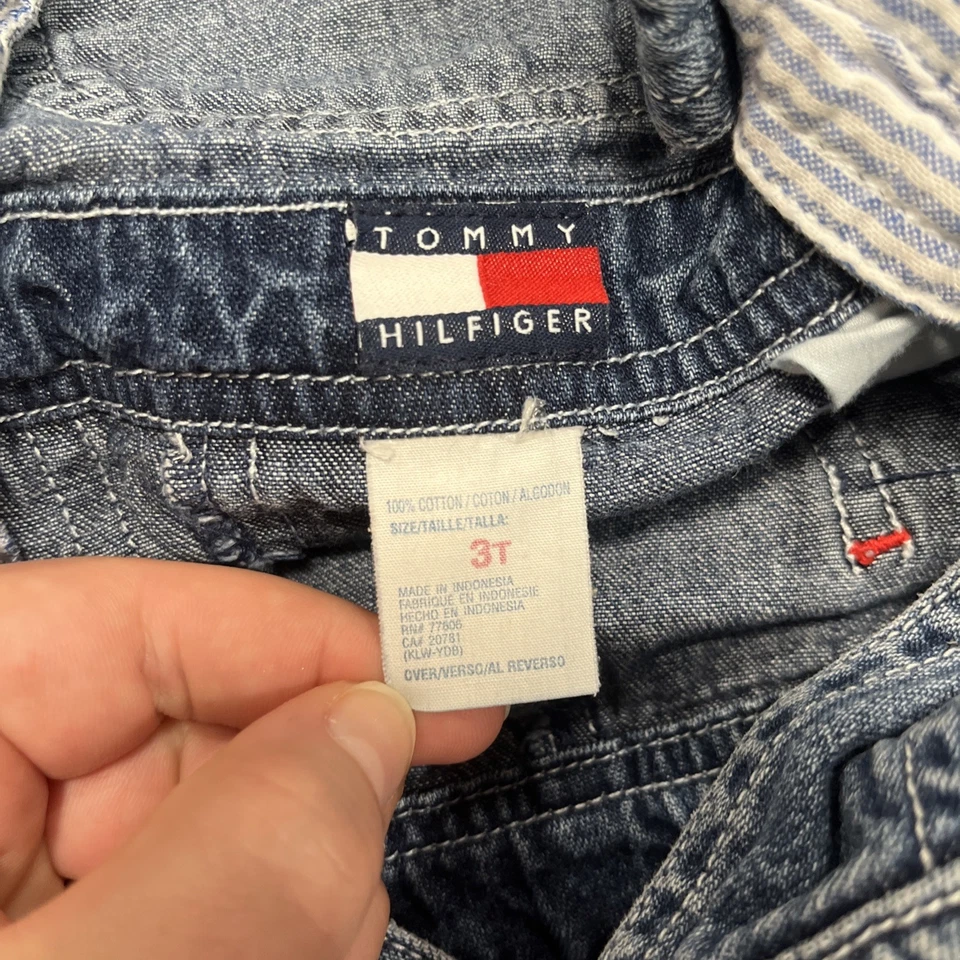 TOMMY
HILFIGER
100% COTTON / COTON / ALGODON
SIZE/TAILLE/TALLA:
3T
MADE IN INDONESIA
FABRIQUE EN INDONESIE
HECHO EN INDONESIA
RN# 77806
CA# 20781
(KLW-YDB)
OVER/VERSO/AL REVERSO